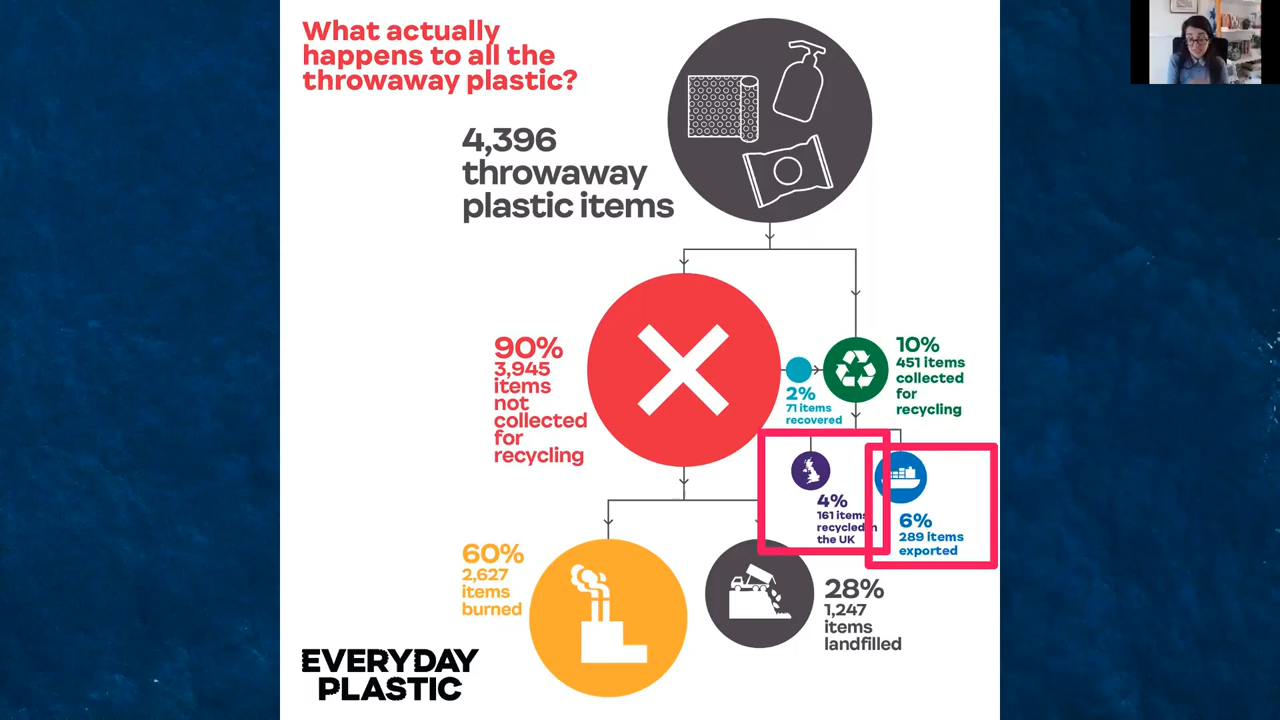 What actually
happens to all the
throwaway plastic?
4,396
throwaway
plastic items
90%
3,945
items
not
collected
for
recycling
2%
71 items
recovered
10%
451 items
collected
for
recycling
4%
161 items
recycled in
the UK
6%
289 items
exported
60%
2,627
items
burned
28%
1,247
items
landfilled
EVERYDAY
PLASTIC